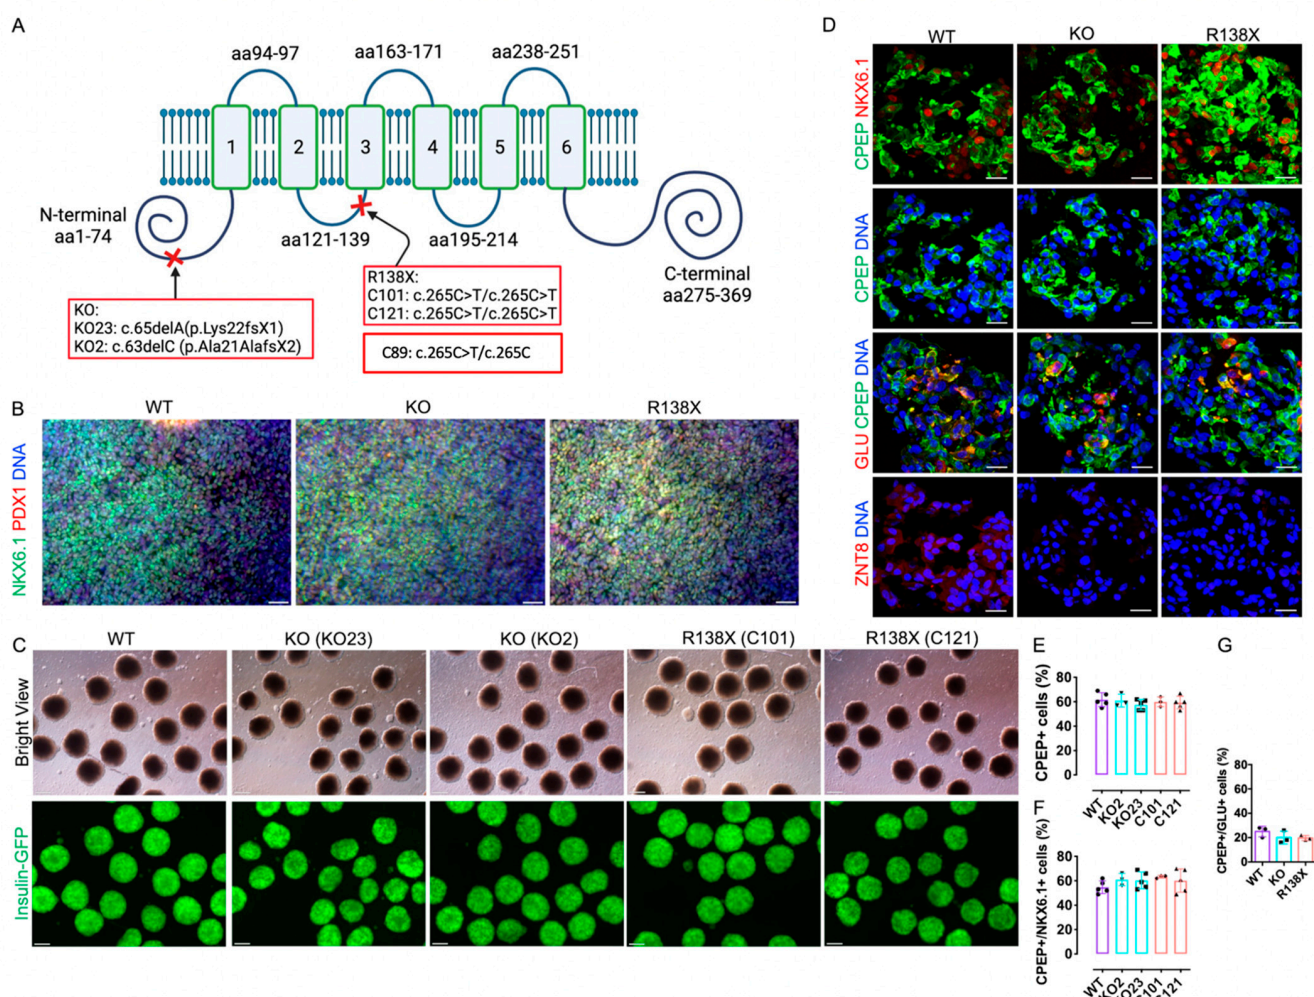 A
aa94-97
aa163-171
aa238-251
1
2
3
4
5
6
N-terminal
aa1-74
aa121-139
aa195-214
C-terminal
aa275-369
KO:
KO23: c.65delA(p.Lys22fsX1)
KO2: c.63delC (p.Ala21AlafsX2)
R138X:
C101: c.265C>T/c.265C>T
C121: c.265C>T/c.265C>T
C89: c.265C>T/c.265C
B
WT
KO
R138X
NKX6.1 PDX1 DNA
C
WT
KO (KO23)
KO (KO2)
R138X (C101)
R138X (C121)
Bright View
Insulin-GFP
D
WT
KO
R138X
CPEP NKX6.1
CPEP DNA
GLU CPEP DNA
ZNT8 DNA
E
CPEP+ cells (%)
80
60
40
20
0
WT
KO2
KO23
C101
C121
F
CPEP+/NKX6.1+ cells (%)
80
60
40
20
0
WT
KO2
KO23
C101
C121
G
CPEP+/GLU+ cells (%)
80
60
40
20
0
WT
KO
R138X